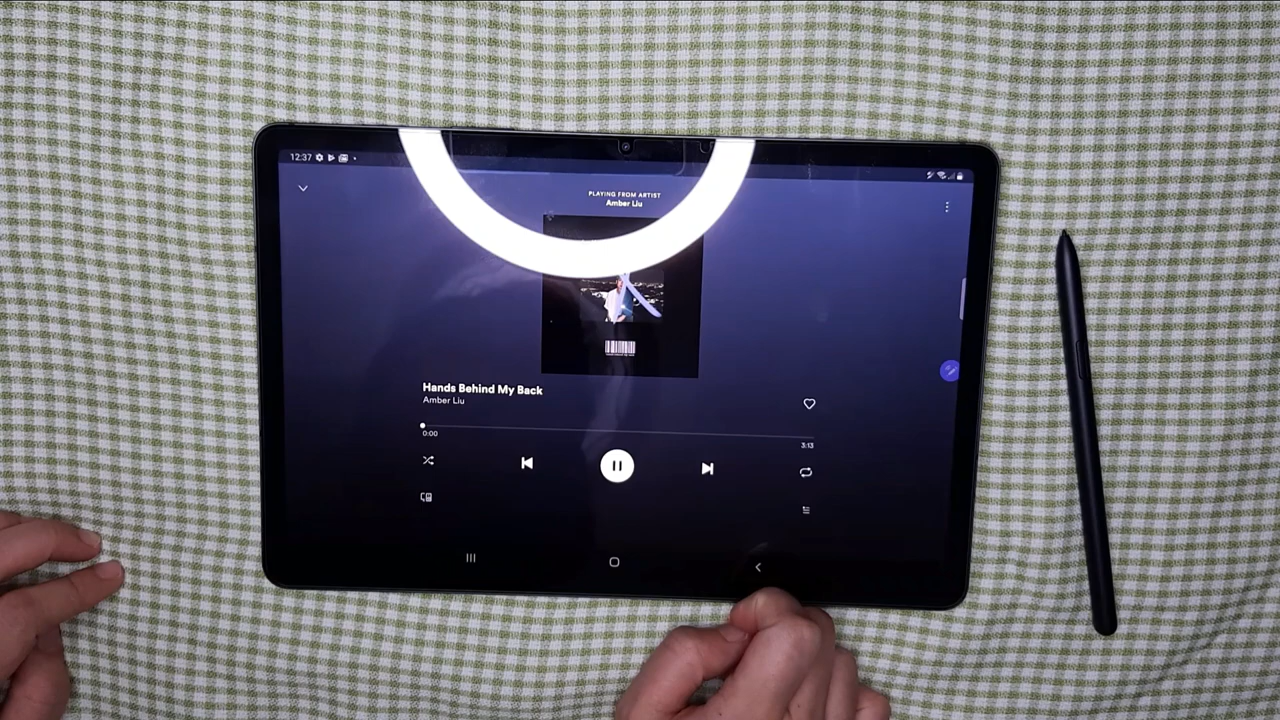 12:37
PLAYING FROM ARTIST
Amber Liu
Hands Behind My Back
Amber Liu
0:00
3:13